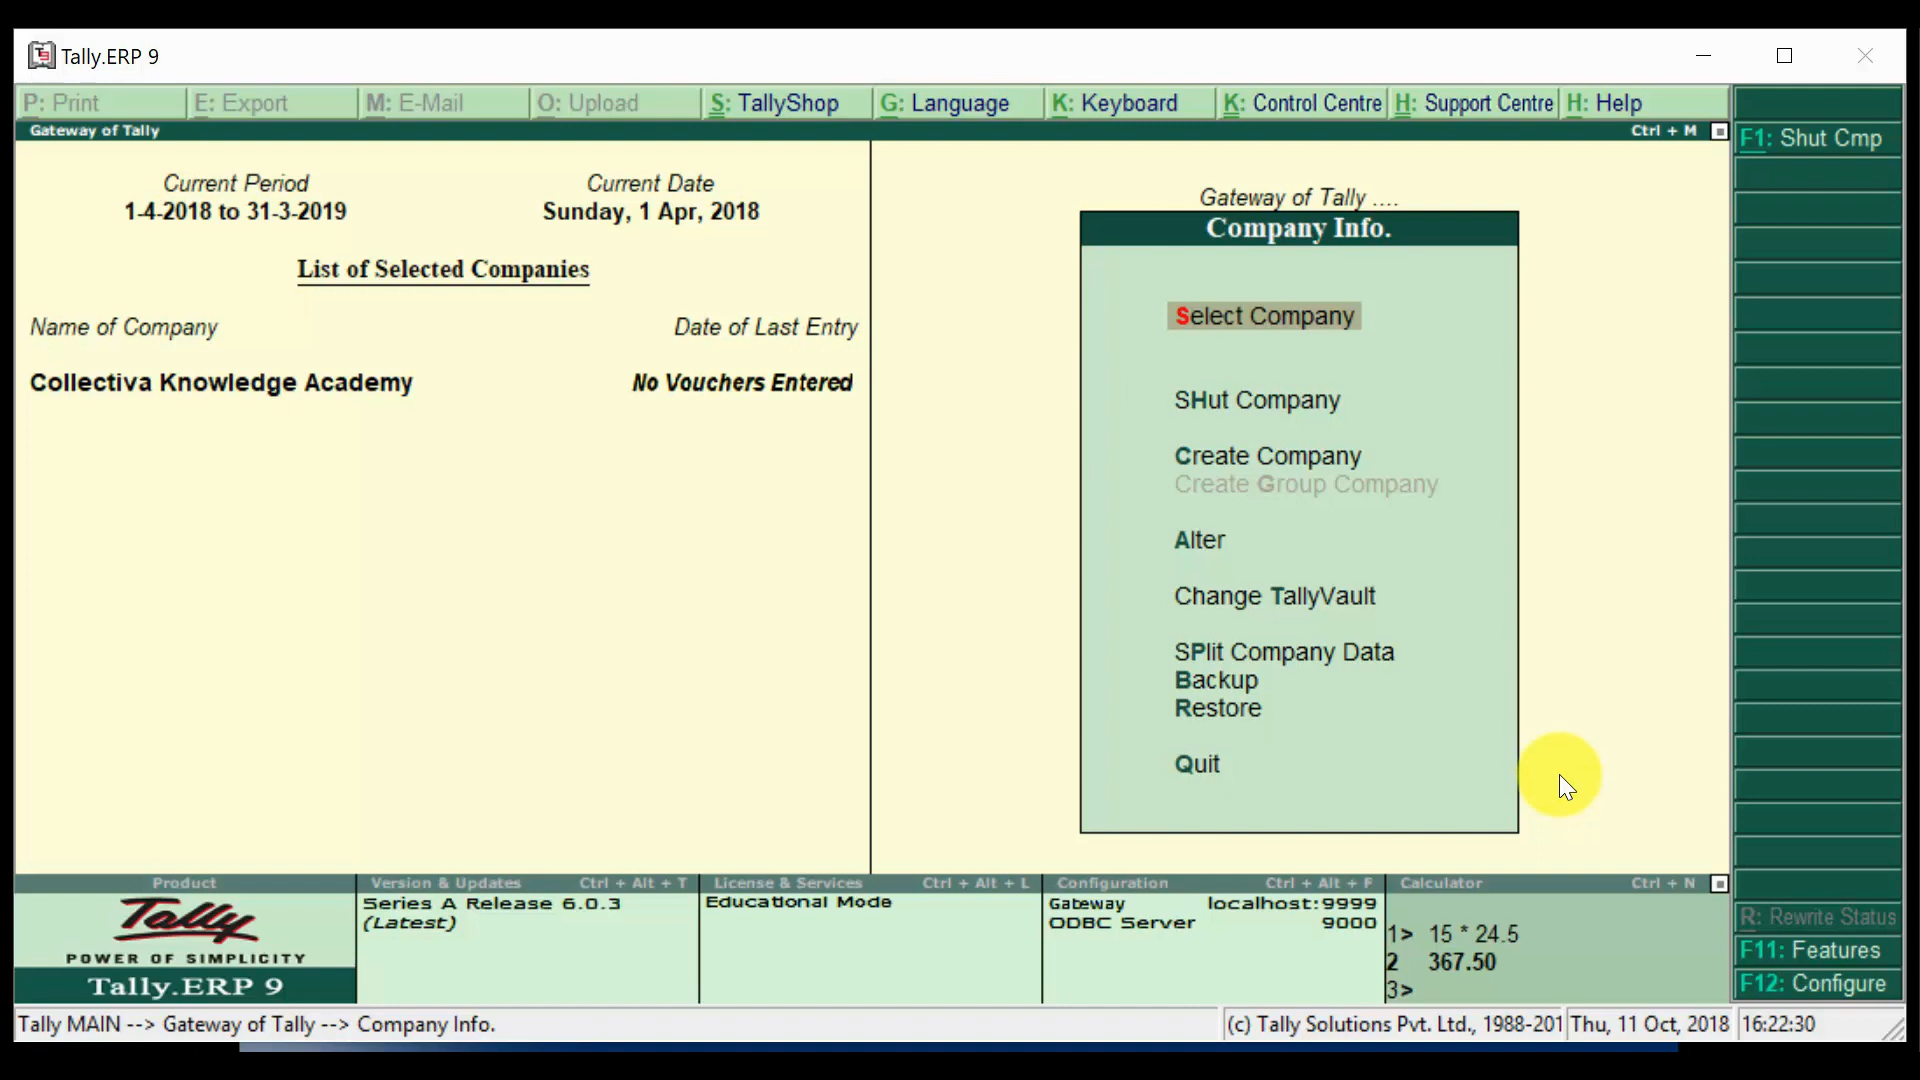 Tally.ERP 9
P: Print E: Export M: E-Mail O: Upload S: TallyShop G: Language K: Keyboard K: Control Centre H: Support Centre H: Help
Gateway of Tally Ctrl + M
F1: Shut Cmp
Current Period Current Date
1-4-2018 to 31-3-2019 Sunday, 1 Apr, 2018
List of Selected Companies
Name of Company Date of Last Entry
Collectiva Knowledge Academy No Vouchers Entered
Gateway of Tally ....
Company Info.
Select Company
SHut Company
Create Company
Create Group Company
Alter
Change TallyVault
SPlit Company Data
Backup
Restore
Quit
Product
Tally
POWER OF SIMPLICITY
Tally.ERP 9
Version & Updates Ctrl + Alt + T
Series A Release 6.0.3
(Latest)
License & Services Ctrl + Alt + L
Educational Mode
Configuration Ctrl + Alt + F
Gateway localhost:9999
ODBC Server 9000
Calculator Ctrl + N
1> 15 * 24.5
2 367.50
3>
R: Rewrite Status
F11: Features
F12: Configure
Tally MAIN --> Gateway of Tally --> Company Info. (c) Tally Solutions Pvt. Ltd., 1988-201 Thu, 11 Oct, 2018 16:22:30